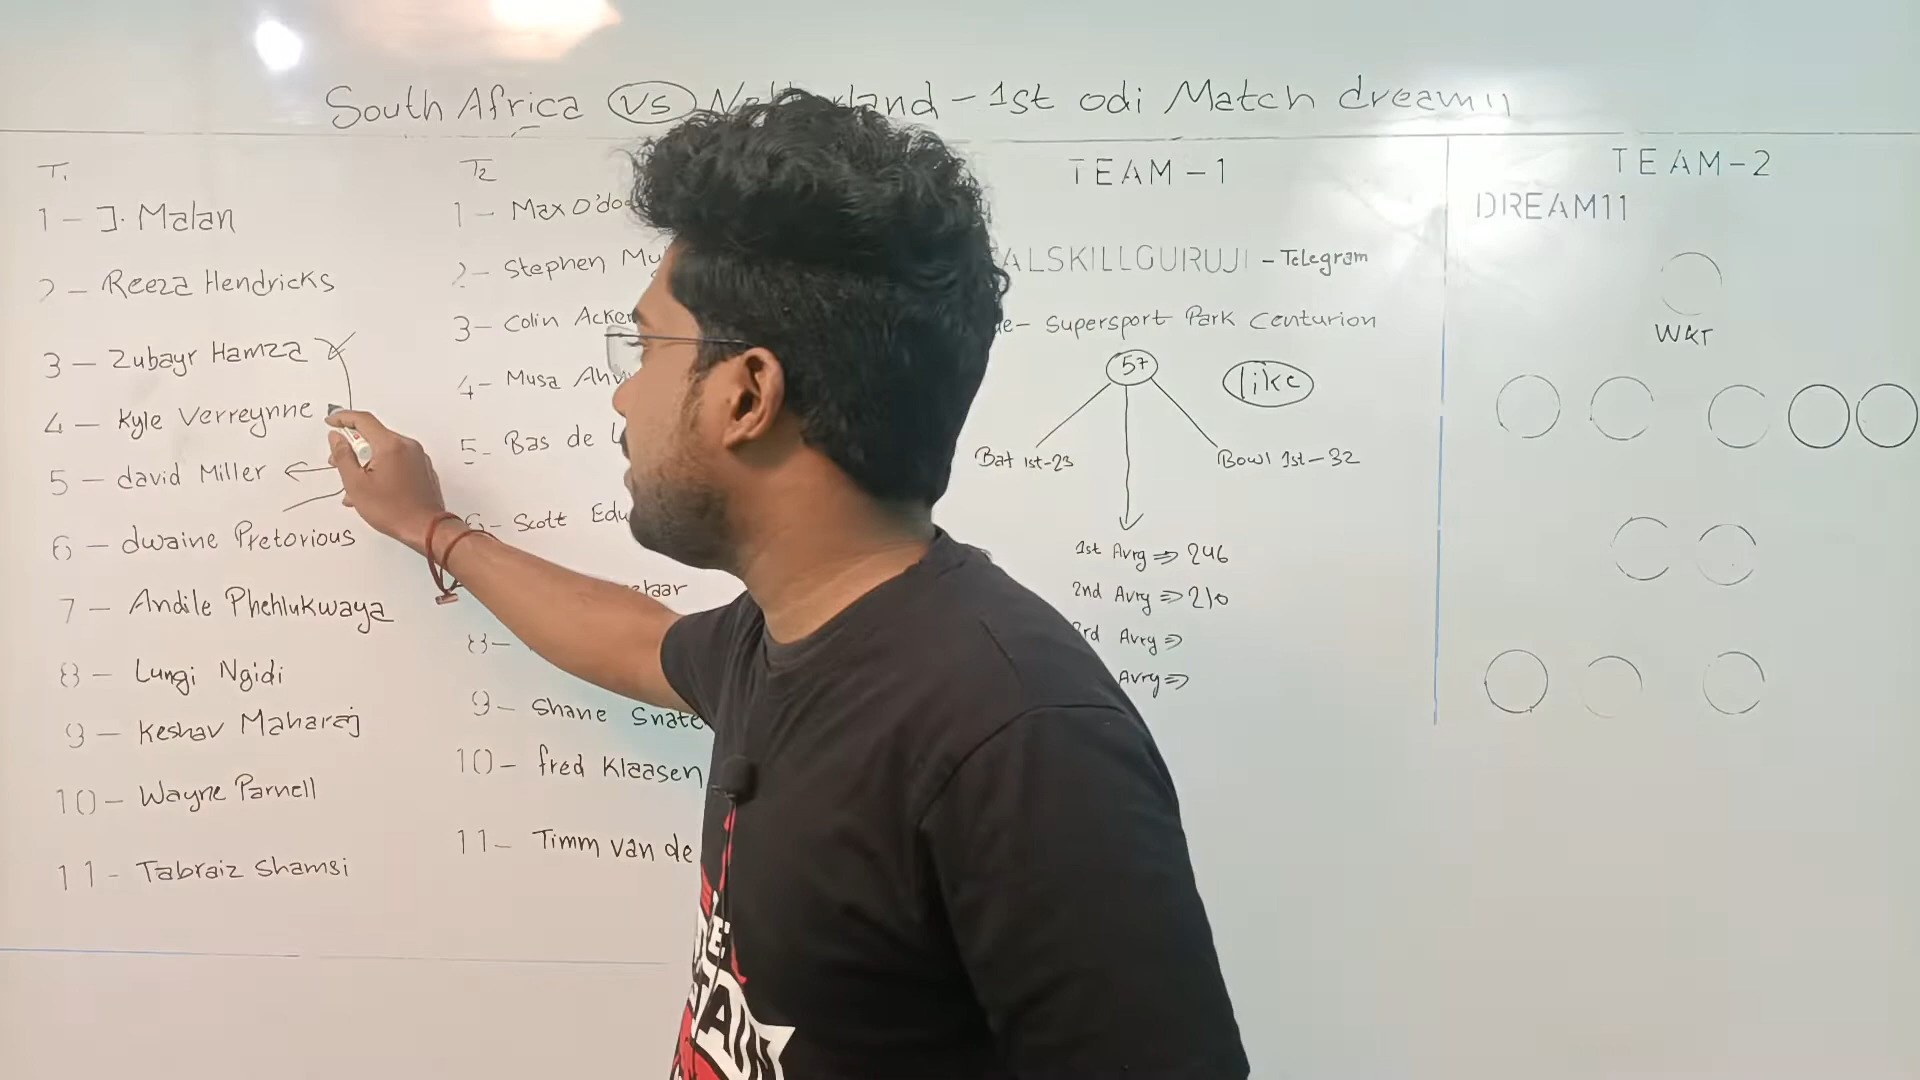 South Africa VS land - 1st odi Match dream11
T1
1 - J. Malan
2 - Reeza Hendricks
3 - Zubayr Hamza
4 - Kyle Verreynne
5 - david Miller
6 - dwaine Pretorious
7 - Andile Phehlukwaya
8 - Lungi Ngidi
9 - Keshav Maharaj
10 - Wayne Parnell
11 - Tabraiz Shamsi
T2
1 - Max O'do
2 - Stephen My
3 - Colin Acker
4 - Musa Ah
5 - Bas de L
6 - Scott Edu
8 -
9 - Shane Snate
10 - fred Klaasen
11 - Timm van de
TEAM - 1
ALSKILLGURUJI - Telegram
Supersport Park Centurion
57
like
Bat 1st - 23
Bowl 1st - 32
1st Avrg => 246
2nd Avrg => 210
3rd Avrg =>
Avrg =>
TEAM - 2
DREAM11
WKT